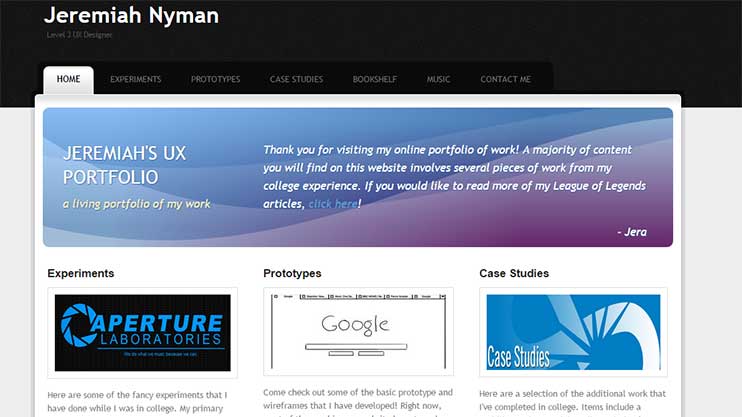 Jeremiah Nyman
Level 3 UX Designer
HOME EXPERIMENTS PROTOTYPES CASE STUDIES BOOKSHELF MUSIC CONTACT ME
JEREMIAH'S UX
PORTFOLIO
a living portfolio of my work
Thank you for visiting my online portfolio of work! A majority of content
you will find on this website involves several pieces of work from my
college experience. If you would like to read more of my League of Legends
articles, click here!
- Jera
Experiments
APERTURE
LABORATORIES
We do what we must, because we can.
Here are some of the fancy experiments that I
have done while I was in college. My primary
Prototypes
Google
Google
Come check out some of the basic prototype and
wireframes that I have developed! Right now,
Case Studies
Case Studies
Here are a selection of the additional work that
I've completed in college. Items include a